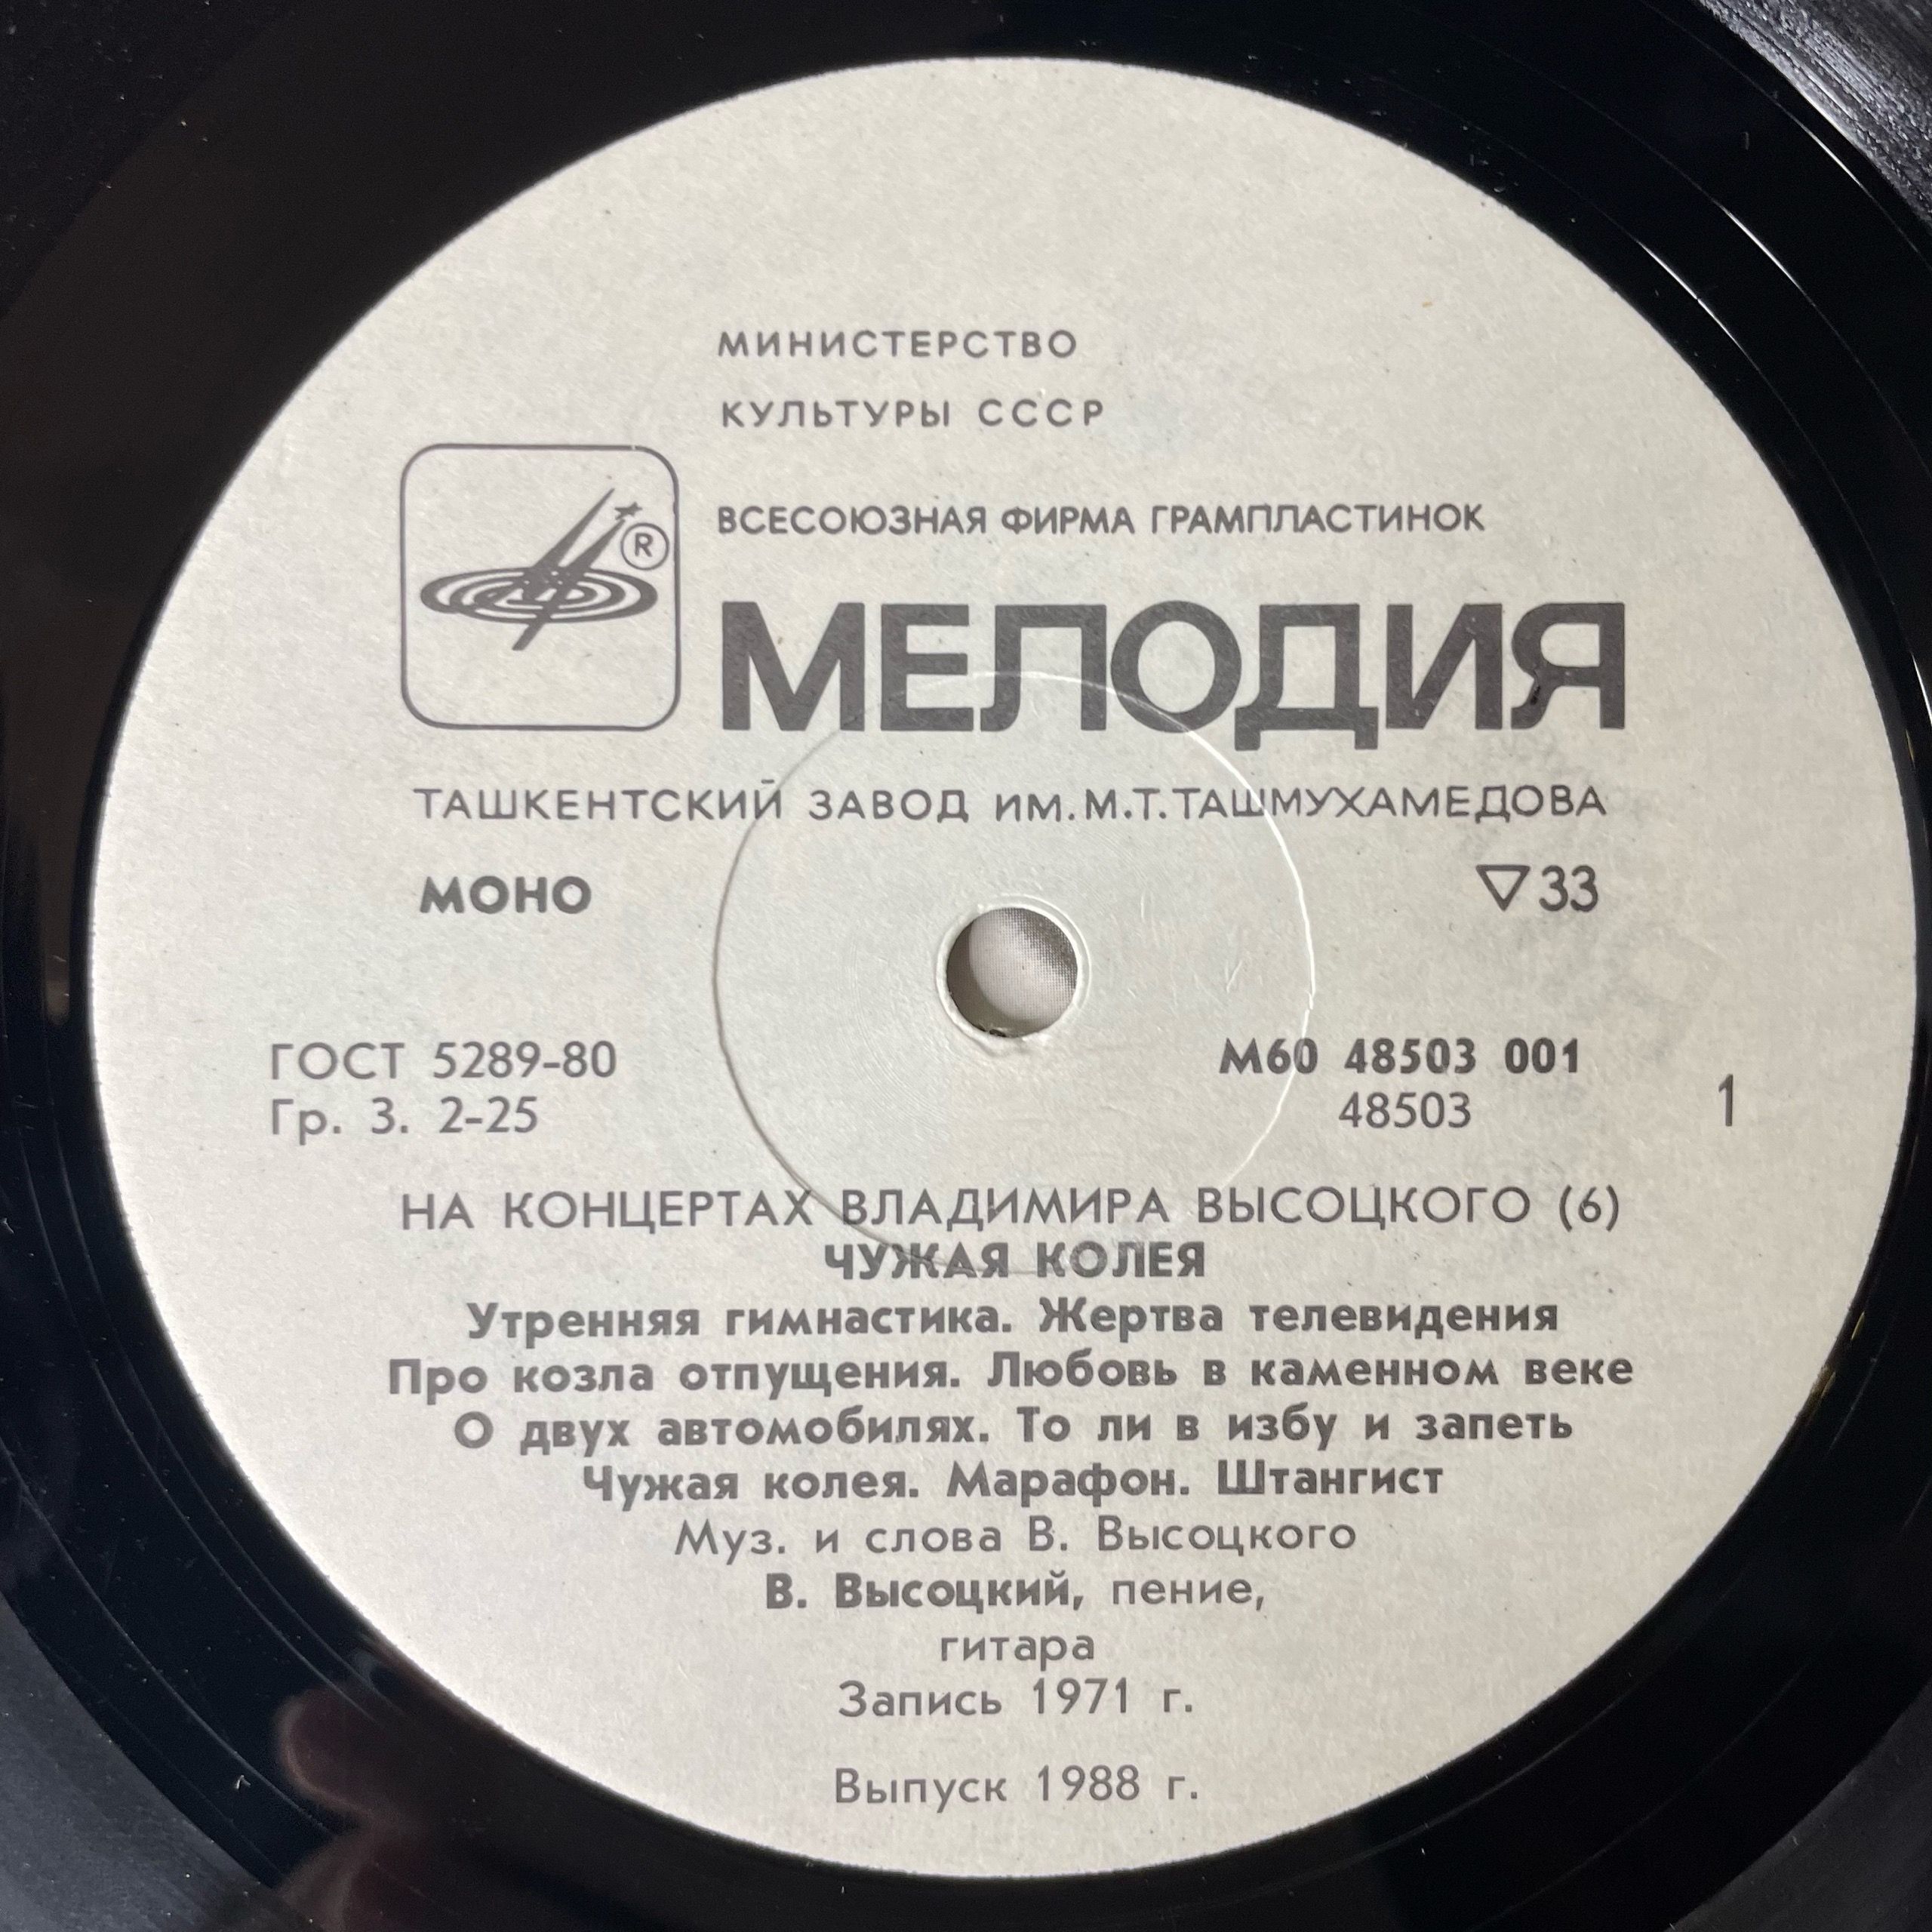 МИНИСТЕРСТВО
КУЛЬТУРЫ СССР
ВСЕСОЮЗНАЯ ФИРМА ГРАМПЛАСТИНОК
®
МЕЛОДИЯ
ТАШКЕНТСКИЙ ЗАВОД ИМ. М.Т. ТАШМУХАМЕДОВА
МОНО ▽33
ГОСТ 5289-80 М60 48503 001
Гр. 3. 2-25 48503 1
НА КОНЦЕРТАХ ВЛАДИМИРА ВЫСОЦКОГО (6)
ЧУЖАЯ КОЛЕЯ
Утренняя гимнастика. Жертва телевидения
Про козла отпущения. Любовь в каменном веке
О двух автомобилях. То ли в избу и запеть
Чужая колея. Марафон. Штангист
Муз. и слова В. Высоцкого
В. Высоцкий, пение,
гитара
Запись 1971 г.
Выпуск 1988 г.